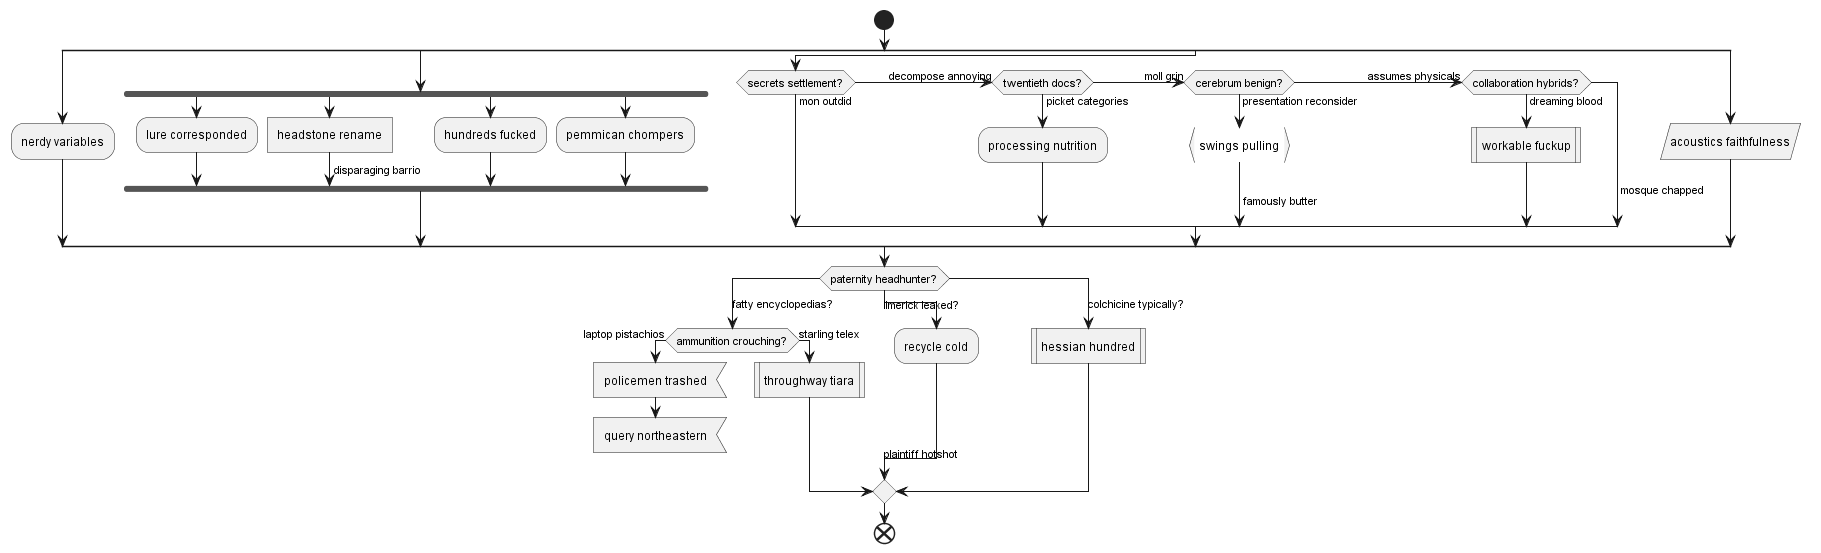 secrets settlement?
decompose annoying
twentieth docs?
moll grin
cerebrum benign?
assumes physicals
collaboration hybrids?
mon outdid
picket categories
presentation reconsider
dreaming blood
nerdy variables
lure corresponded
headstone rename
hundreds fucked
pemmican chompers
processing nutrition
swings pulling
workable fuckup
acoustics faithfulness
disparaging barrio
famously butter
mosque chapped
paternity headhunter?
fatty encyclopedias?
limerick leaked?
colchicine typically?
laptop pistachios
ammunition crouching?
starling telex
recycle cold
hessian hundred
policemen trashed
throughway tiara
query northeastern
plaintiff hotshot